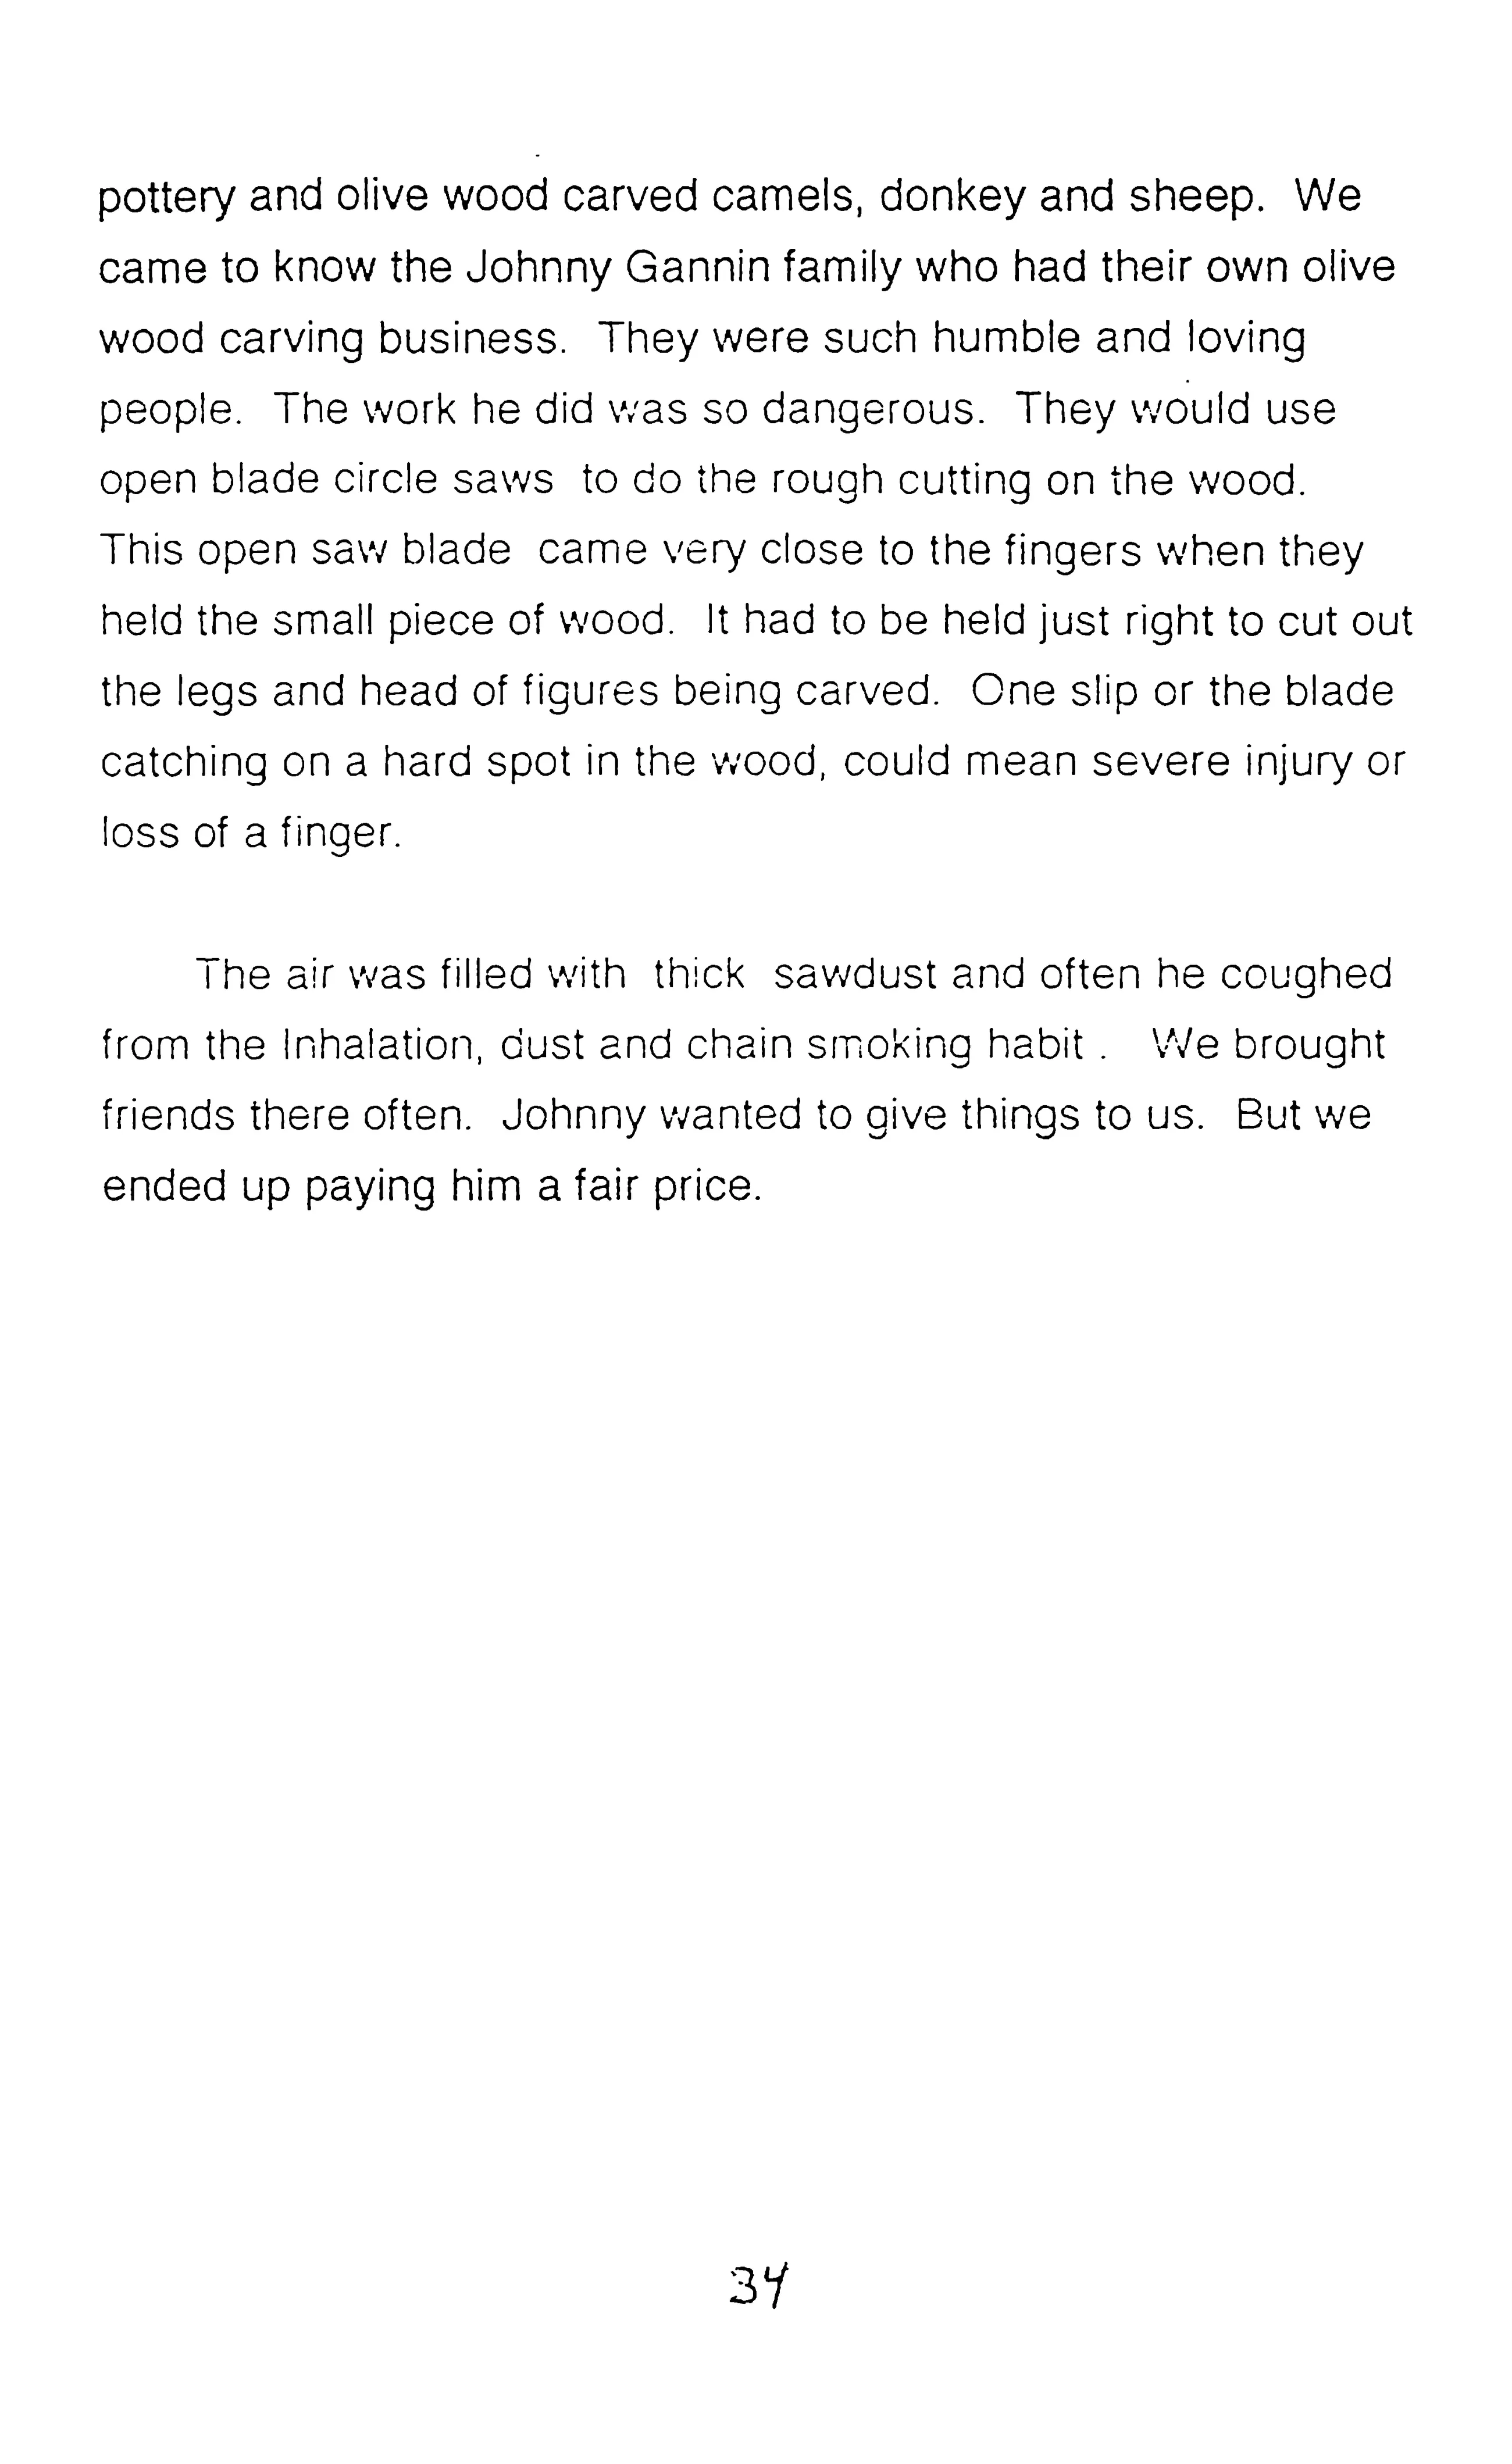 pottery and olive wood carved camels, donkey and sheep. We
came to know the Johnny Gannin family who had their own olive
wood carving business. They were such humble and loving
people. The work he did was so dangerous. They would use
open blade circle saws to do the rough cutting on the wood.
This open saw blade came very close to the fingers when they
held the small piece of wood. It had to be held just right to cut out
the legs and head of figures being carved. One slip or the blade
catching on a hard spot in the wood, could mean severe injury or
loss of a finger.
The air was filled with thick sawdust and often he coughed
from the Inhalation, dust and chain smoking habit . We brought
friends there often. Johnny wanted to give things to us. But we
ended up paying him a fair price.
34